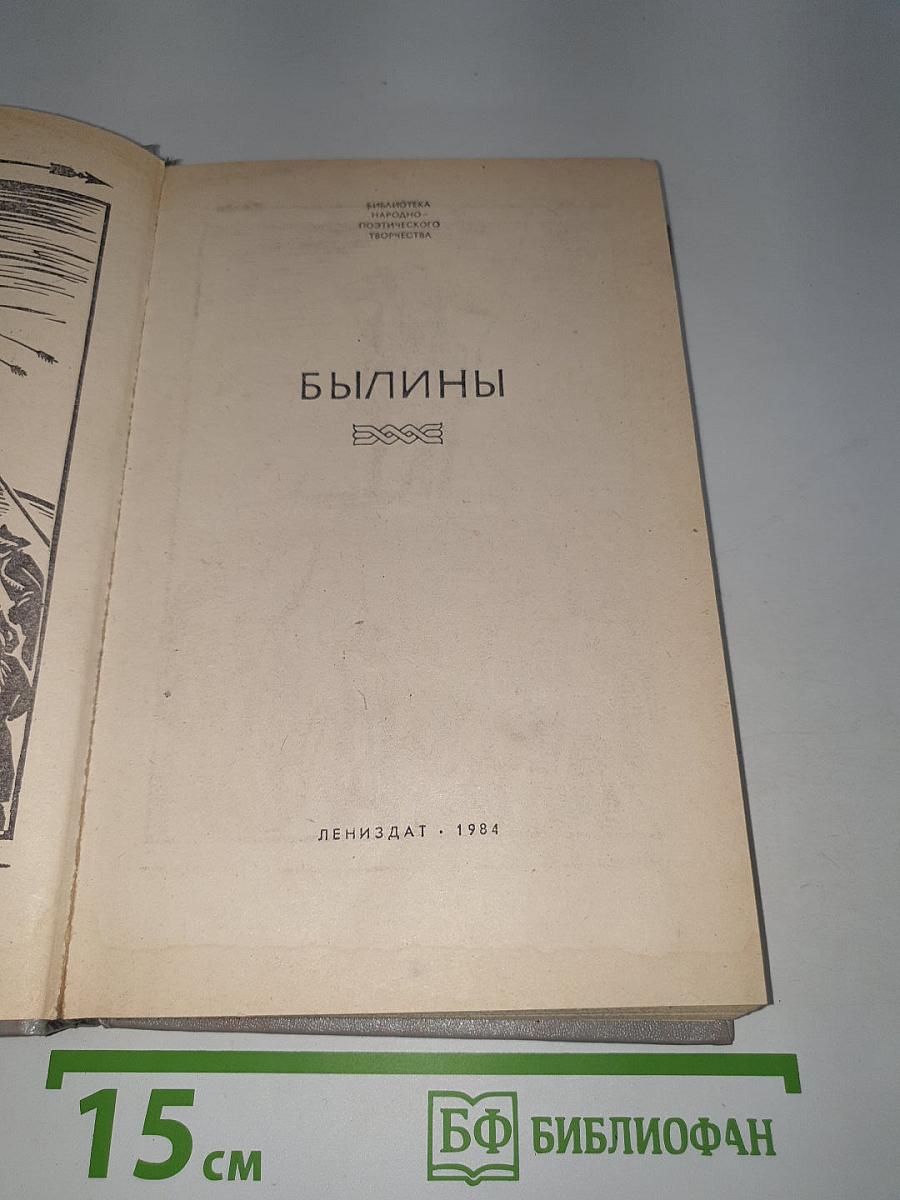 БИБЛИОТЕКА
НАРОДНО-
ПОЭТИЧЕСКОГО
ТВОРЧЕСТВА
БЫЛИНЫ
ЛЕНИЗДАТ • 1984
15 см
БФ БИБЛИОФАН